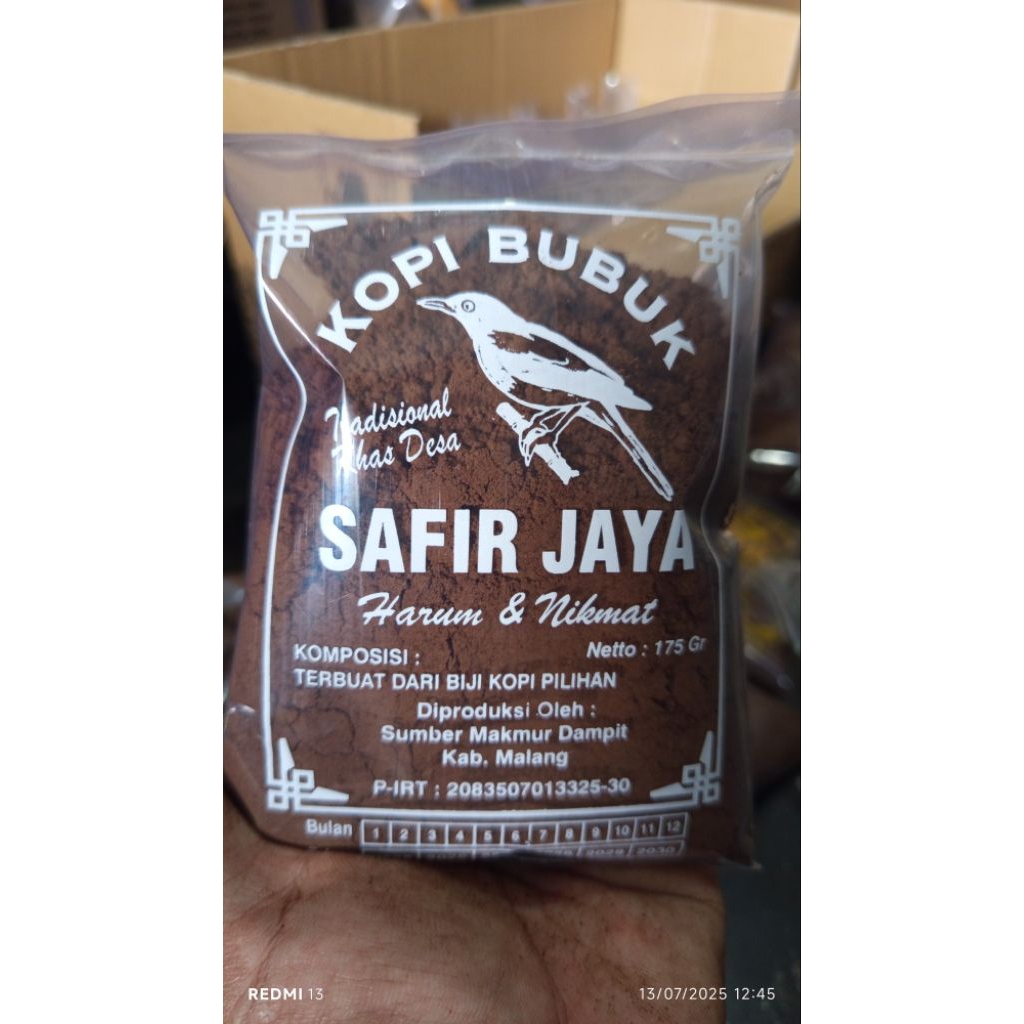 KOPI BUBUK
Tradisional
Khas Desa
SAFIR JAYA
Harum & Nikmat
Netto : 175 Gr
KOMPOSISI :
TERBUAT DARI BIJI KOPI PILIHAN
Diproduksi Oleh :
Sumber Makmur Dampit
Kab. Malang
P-IRT : 2083507013325-30
Bulan 1 2 3 4 5 6 7 8 9 10 11 12
2029 2030
REDMI 13
13/07/2025 12:45